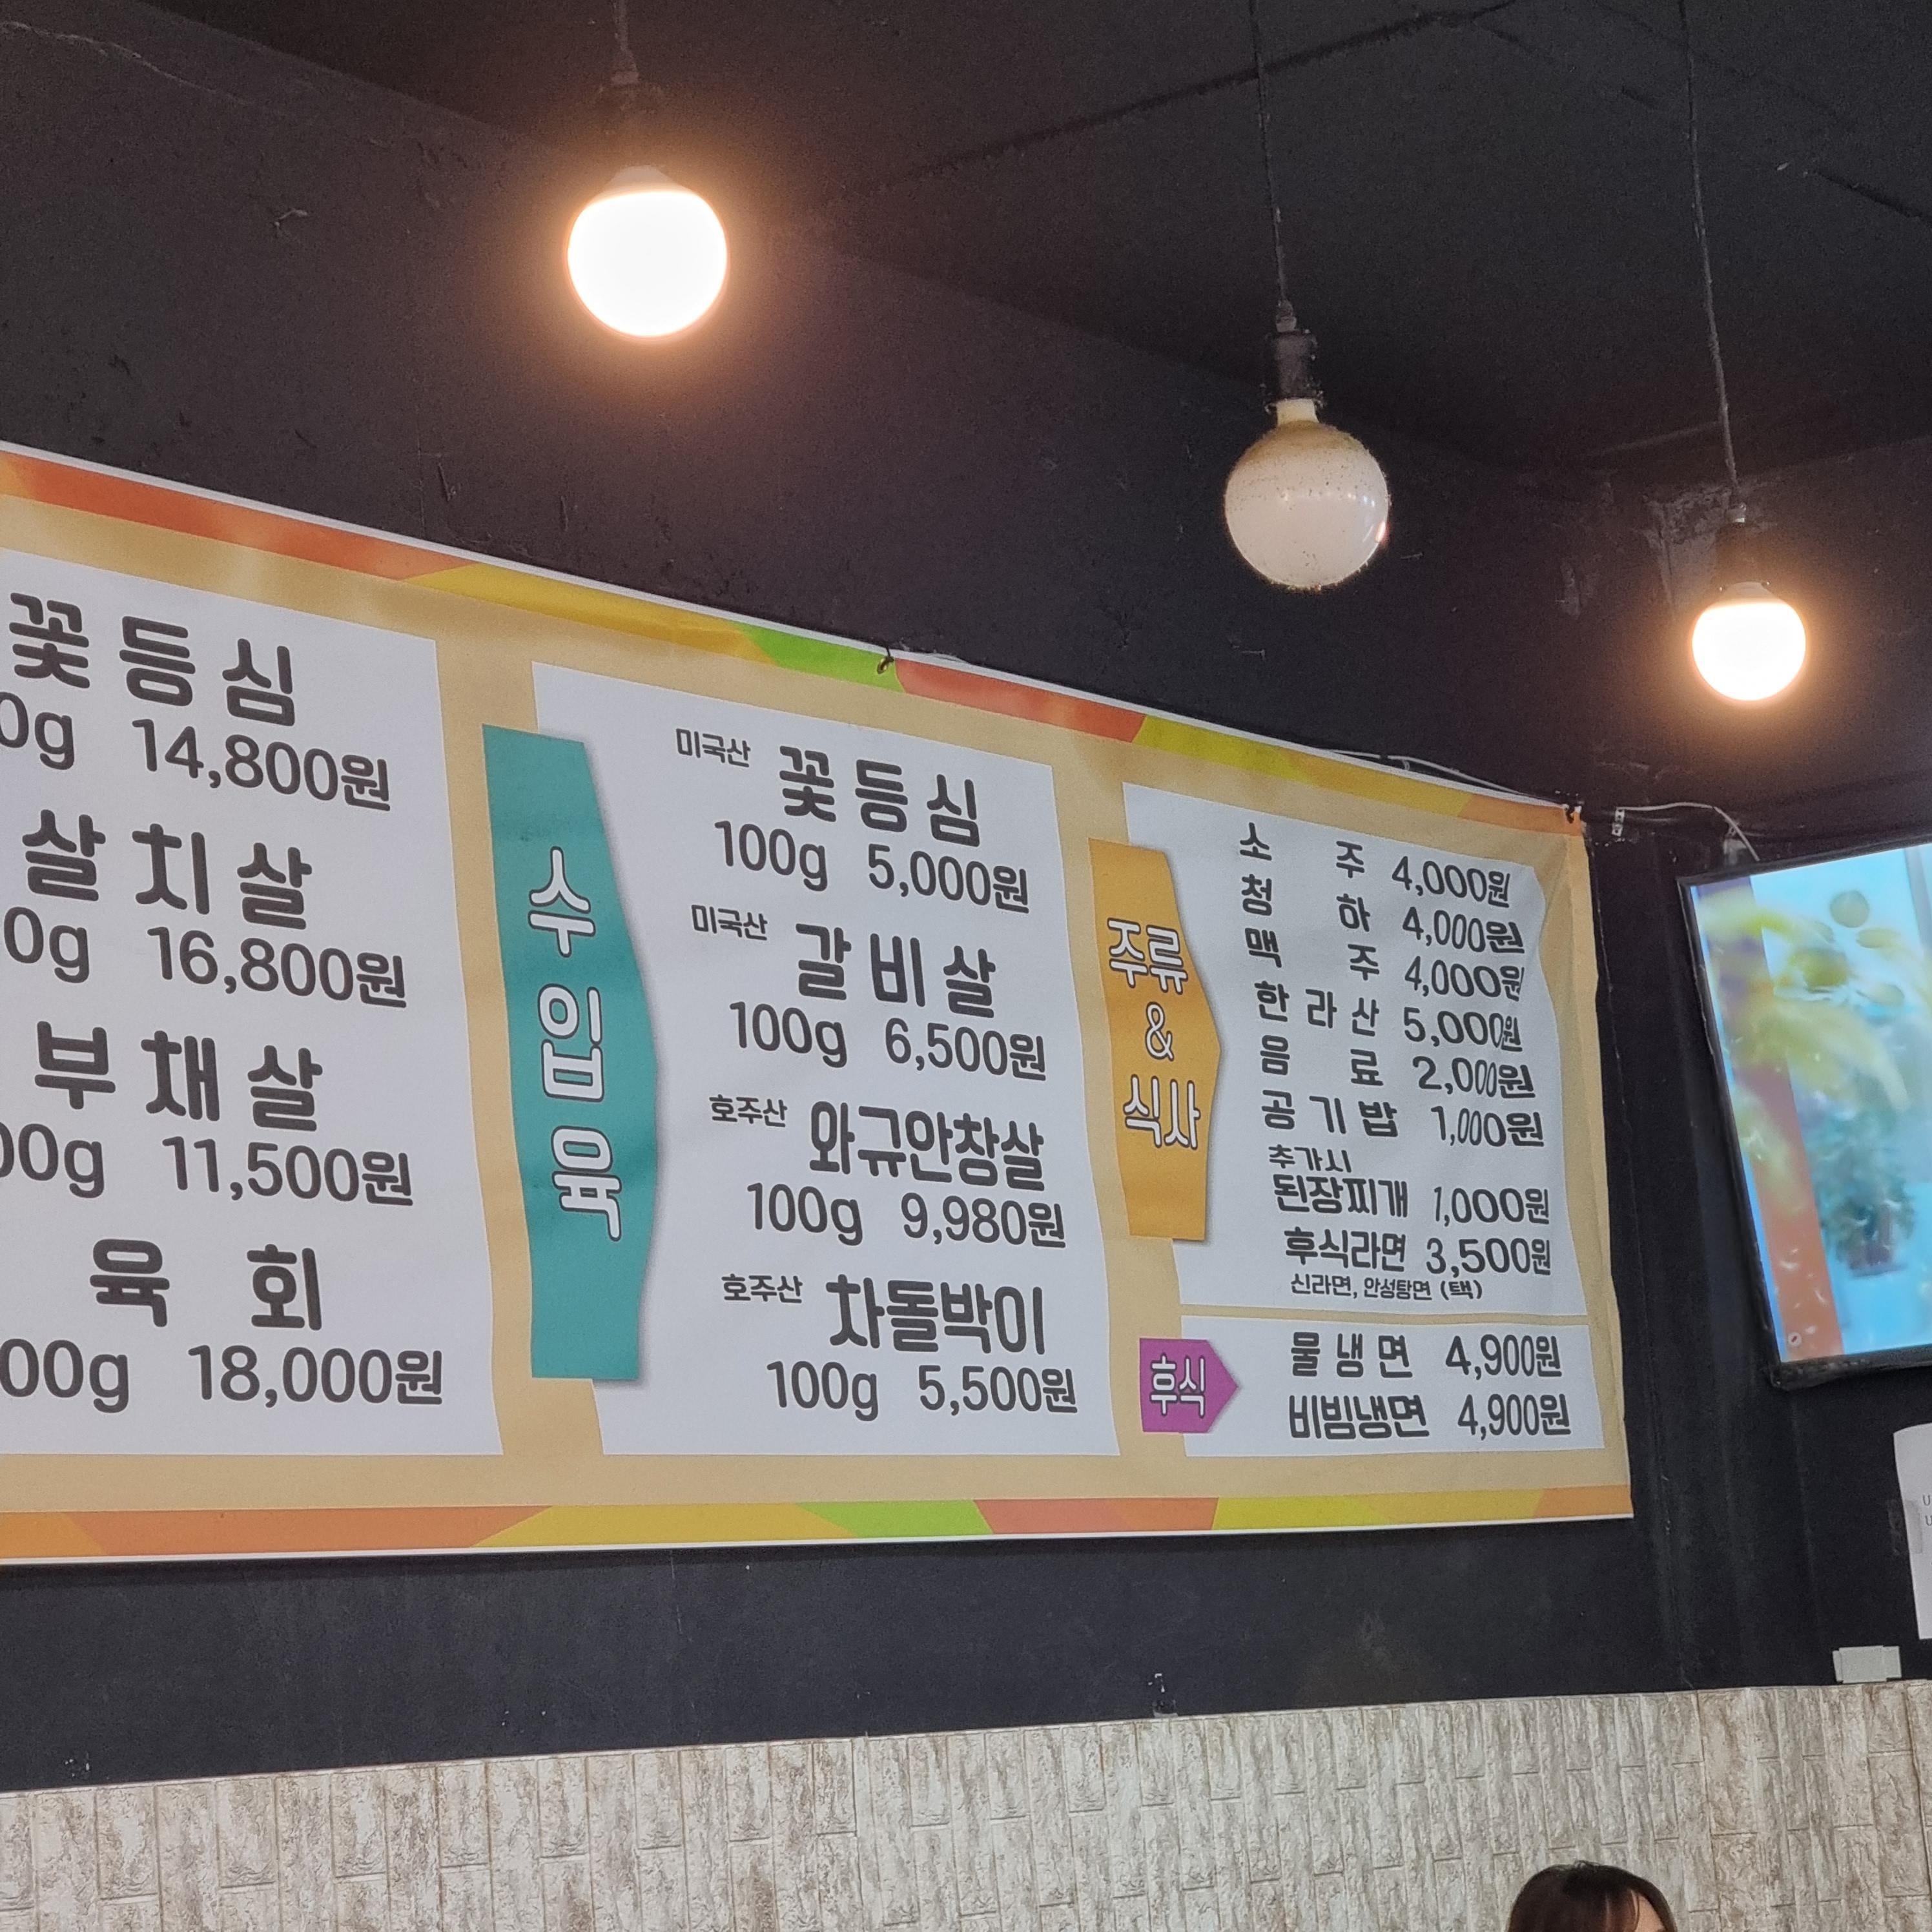 꽃등심
0g 14,800원
살치살
0g 16,800원
부채살
00g 11,500원
육회
00g 18,000원
수입육
미국산 꽃등심
100g 5,000원
미국산 갈비살
100g 6,500원
호주산 와규안창살
100g 9,980원
호주산 차돌박이
100g 5,500원
주류
&
식사
소주 4,000원
청하 4,000원
맥주 4,000원
한라산 5,000원
음료 2,000원
공기밥 1,000원
추가시
된장찌개 1,000원
후식라면 3,500원
신라면, 안성탕면 (택)
후식
물냉면 4,900원
비빔냉면 4,900원